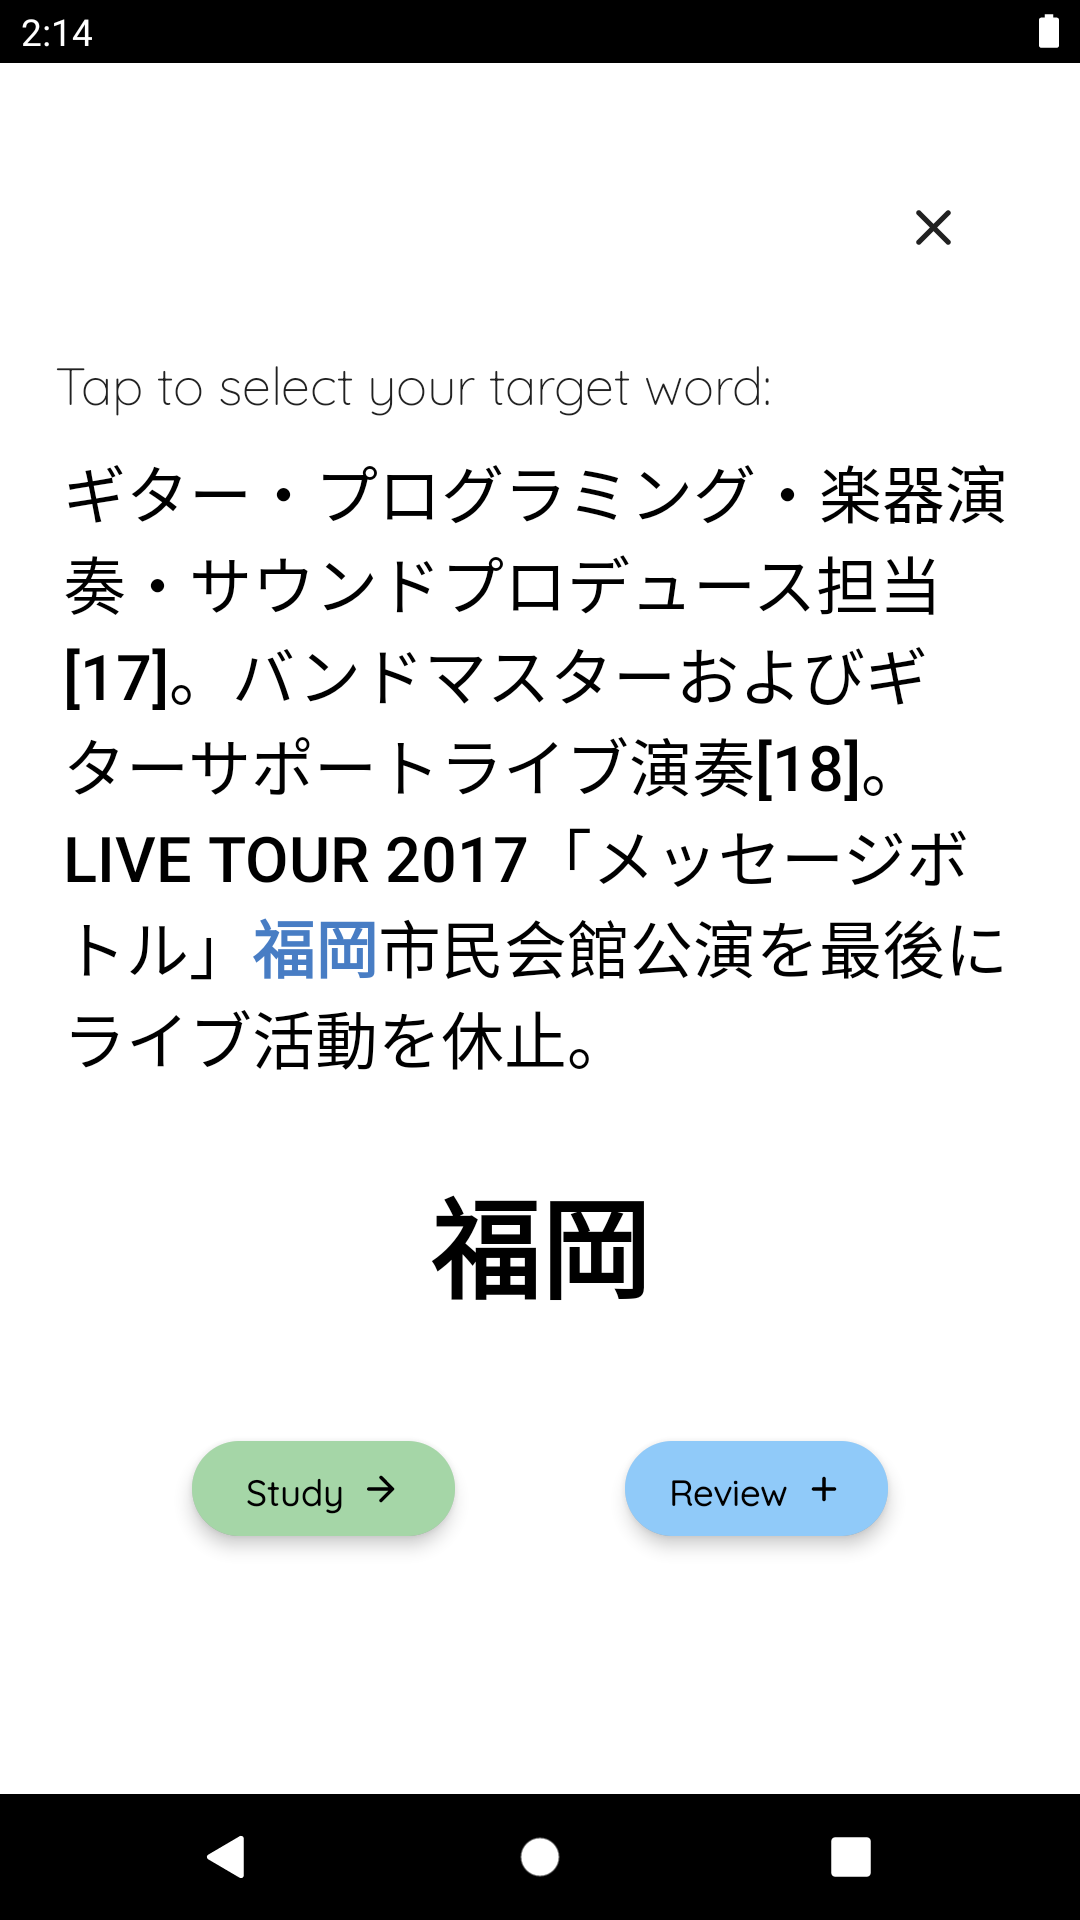 2:14
Tap to select your target word:
ギター・プログラミング・楽器演
奏・サウンドプロデュース担当
[17]。バンドマスターおよびギ
ターサポートライブ演奏[18]。
LIVE TOUR 2017「メッセージボ
トル」福岡市民会館公演を最後に
ライブ活動を休止。
福岡
Study
Review